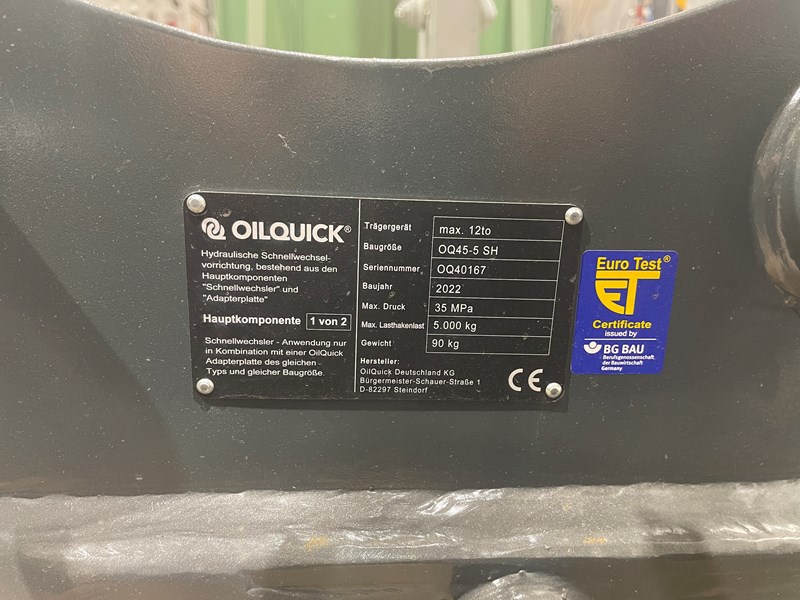 OILQUICK®
Hydraulische Schnellwechsel-
vorrichtung, bestehend aus den
Hauptkomponenten
"Schnellwechsler" und
"Adapterplatte"
Hauptkomponente 1 von 2
Schnellwechsler - Anwendung nur
in Kombination mit einer OilQuick
Adapterplatte des gleichen
Typs und gleicher Baugröße.
Trägergerät max. 12to
Baugröße OQ45-5 SH
Seriennummer OQ40167
Baujahr 2022
Max. Druck 35 MPa
Max. Lasthakenlast 5.000 kg
Gewicht 90 kg
Hersteller:
OilQuick Deutschland KG
Bürgermeister-Schauer-Straße 1
D-82297 Steindorf
CE
Euro Test®
ET
Certificate
issued by
BG BAU
Berufsgenossenschaft
der Bauwirtschaft
Germany